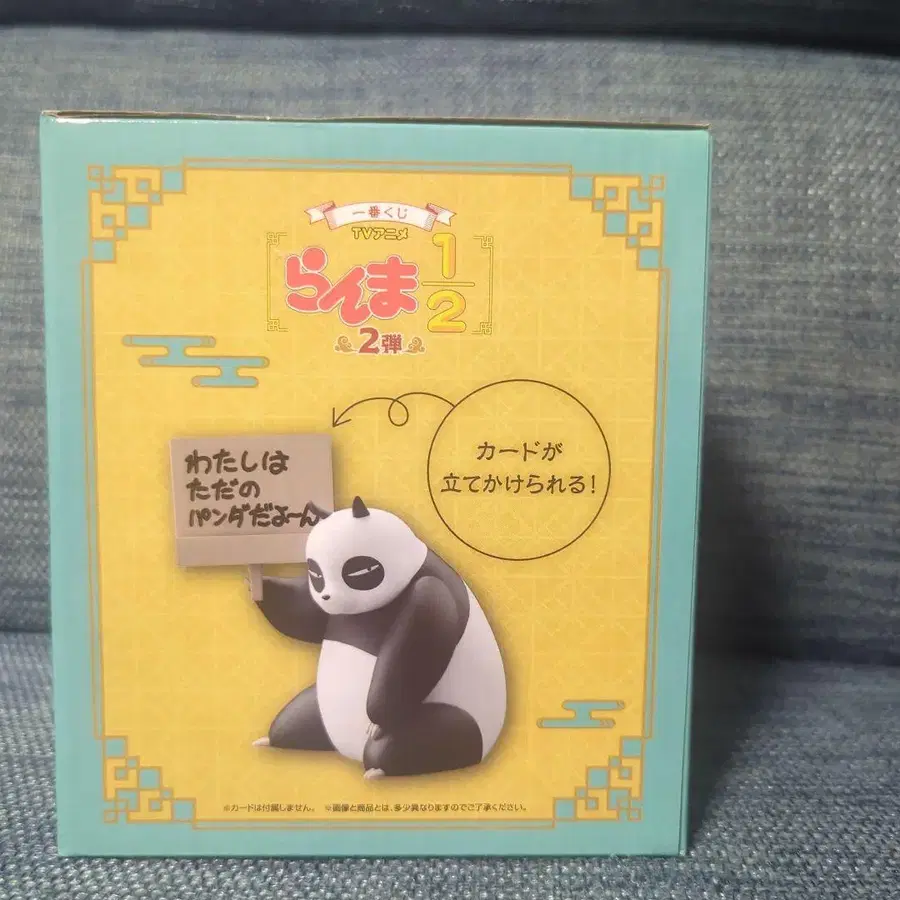 一番くじ
TVアニメ
らんま1/2
2弾
カードが
立てかけられる!
わたしは
ただの
パンダだよ〜ん
※カードは付属しません。 ※画像と商品とは、多少異なりますのでご了承ください。